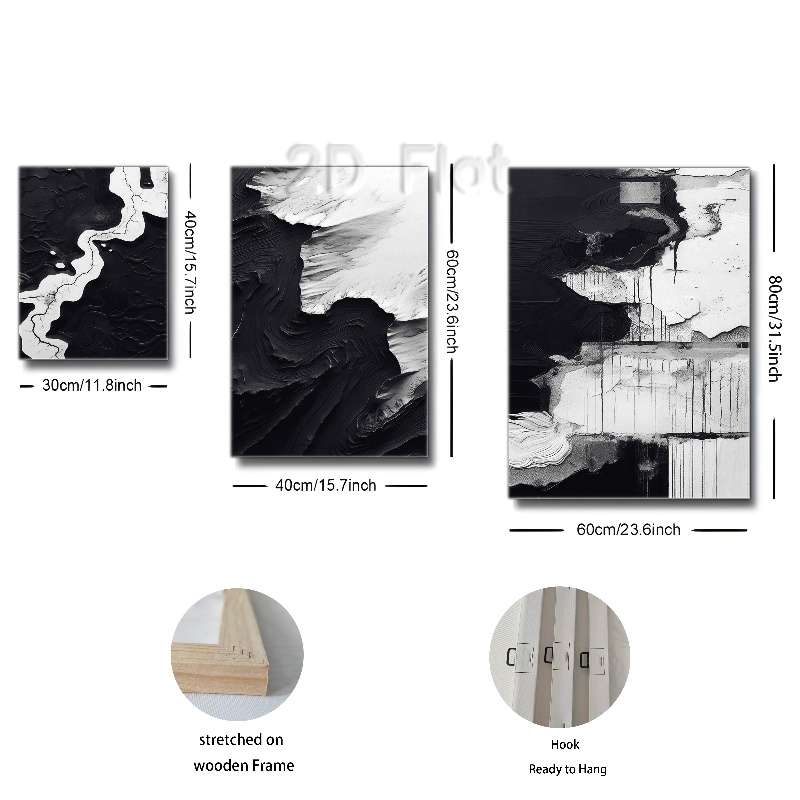 2D Flat
40cm/15.7inch
30cm/11.8inch
60cm/23.6inch
40cm/15.7inch
80cm/31.5inch
60cm/23.6inch
stretched on
wooden Frame
Hook
Ready to Hang